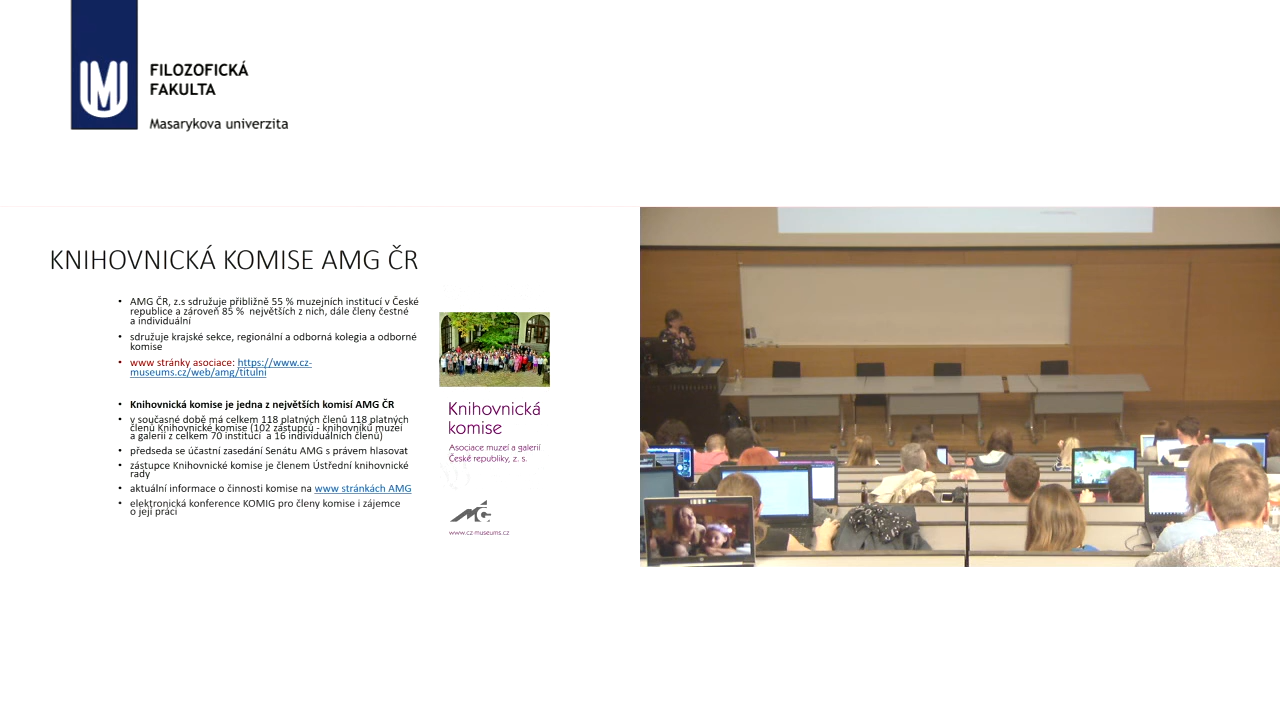 FILOZOFICKÁ
FAKULTA
Masarykova univerzita
KNIHOVNICKÁ KOMISE AMG ČR
• AMG ČR, z.s sdružuje přibližně 55 % muzejních institucí v České
republice a zároveň 85 % největších z nich, dále členy čestné
a individuální
• sdružuje krajské sekce, regionální a odborná kolegia a odborné
komise
• www stránky asociace: https://www.cz-
museums.cz/web/amg/titulni
• Knihovnická komise je jedna z největších komisí AMG ČR
• v současné době má celkem 118 platných členů 118 platných
členů Knihovnické komise (102 zástupců - knihovníků muzeí
a galerií z celkem 70 institucí a 16 individuálních členů)
• předseda se účastní zasedání Senátu AMG s právem hlasovat
• zástupce Knihovnické komise je členem Ústřední knihovnické
rady
• aktuální informace o činnosti komise na www stránkách AMG
• elektronická konference KOMIG pro členy komise i zájemce
o její práci
Knihovnická
komise
Asociace muzeí a galerií
České republiky, z. s.
MG
www.cz-museums.cz